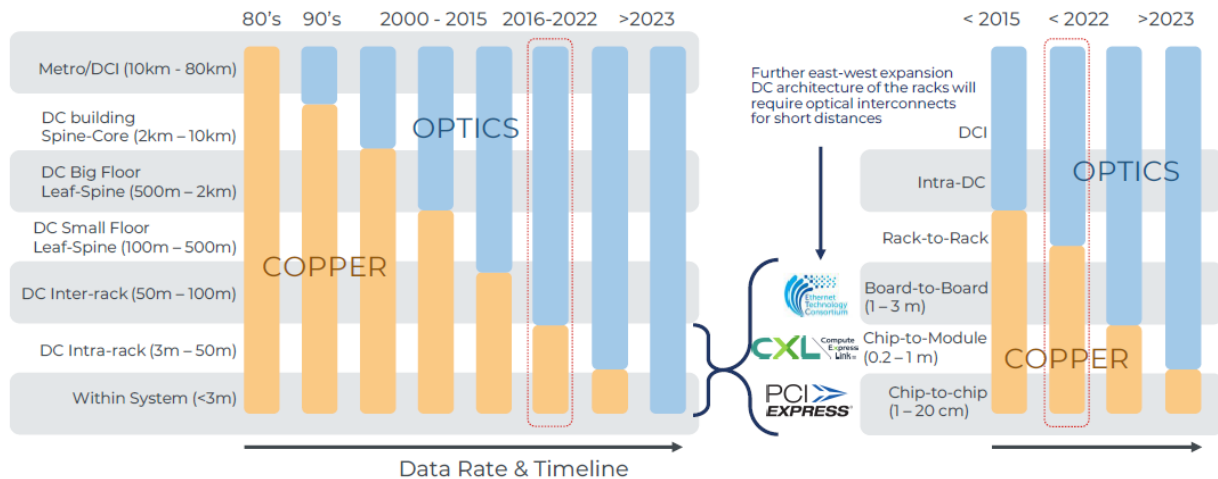 80's 90's 2000 - 2015 2016-2022 >2023
Metro/DCI (10km - 80km)
DC building
Spine-Core (2km – 10km)
DC Big Floor
Leaf-Spine (500m – 2km)
DC Small Floor
Leaf-Spine (100m – 500m)
DC Inter-rack (50m – 100m)
DC Intra-rack (3m – 50m)
Within System (<3m)
OPTICS
COPPER
Data Rate & Timeline
Further east-west expansion
DC architecture of the racks will
require optical interconnects
for short distances
Ethernet
Technology
Consortium
CXL Compute
Express
Link
PCI
EXPRESS
< 2015 < 2022 >2023
DCI
Intra-DC
Rack-to-Rack
Board-to-Board
(1 – 3 m)
Chip-to-Module
(0.2 – 1 m)
Chip-to-chip
(1 – 20 cm)
OPTICS
COPPER